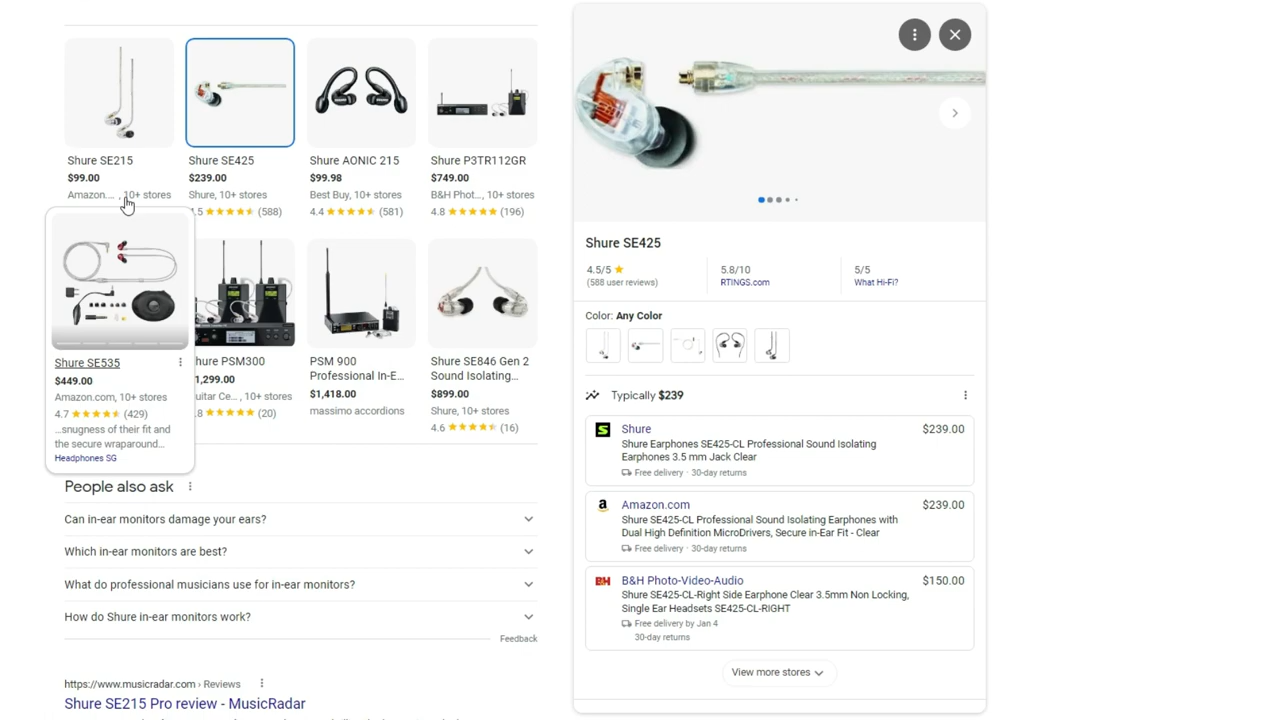 Shure SE215
$99.00
Amazon.... , 10+ stores
Shure SE425
$239.00
Shure, 10+ stores
.5 (588)
Shure AONIC 215
$99.98
Best Buy, 10+ stores
4.4 (581)
Shure P3TR112GR
$749.00
B&H Phot..., 10+ stores
4.8 (196)
Shure SE535
$449.00
Amazon.com, 10+ stores
4.7 (429)
...snugness of their fit and
the secure wraparound...
Headphones SG
hure PSM300
1,299.00
uitar Ce... , 10+ stores
.8 (20)
PSM 900
Professional In-E...
$1,418.00
massimo accordions
Shure SE846 Gen 2
Sound Isolating...
$899.00
Shure, 10+ stores
4.6 (16)
People also ask
Can in-ear monitors damage your ears?
Which in-ear monitors are best?
What do professional musicians use for in-ear monitors?
How do Shure in-ear monitors work?
Feedback
https://www.musicradar.com › Reviews
Shure SE215 Pro review - MusicRadar
Shure SE425
4.5/5
(588 user reviews)
5.8/10
RTINGS.com
5/5
What Hi-Fi?
Color: Any Color
Typically $239
Shure $239.00
Shure Earphones SE425-CL Professional Sound Isolating
Earphones 3.5 mm Jack Clear
Free delivery · 30-day returns
Amazon.com $239.00
Shure SE425-CL Professional Sound Isolating Earphones with
Dual High Definition MicroDrivers, Secure in-Ear Fit - Clear
Free delivery · 30-day returns
B&H Photo-Video-Audio $150.00
Shure SE425-CL-Right Side Earphone Clear 3.5mm Non Locking,
Single Ear Headsets SE425-CL-RIGHT
Free delivery by Jan 4
30-day returns
View more stores